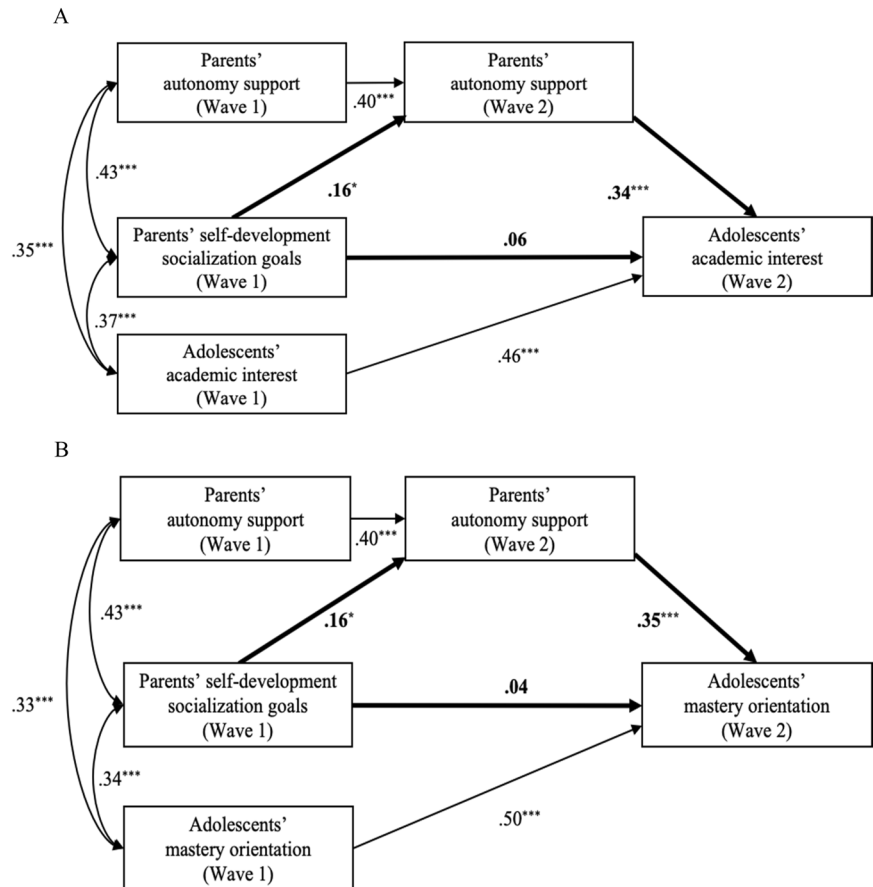 A
Parents’
autonomy support
(Wave 1)
Parents’
autonomy support
(Wave 2)
.40***
.43***
.16*
.34***
.35***
Parents’ self-development
socialization goals
(Wave 1)
.06
Adolescents’
academic interest
(Wave 2)
.37***
Adolescents’
academic interest
(Wave 1)
.46***
B
Parents’
autonomy support
(Wave 1)
Parents’
autonomy support
(Wave 2)
.40***
.43***
.16*
.35***
.33***
Parents’ self-development
socialization goals
(Wave 1)
.04
Adolescents’
mastery orientation
(Wave 2)
.34***
Adolescents’
mastery orientation
(Wave 1)
.50***